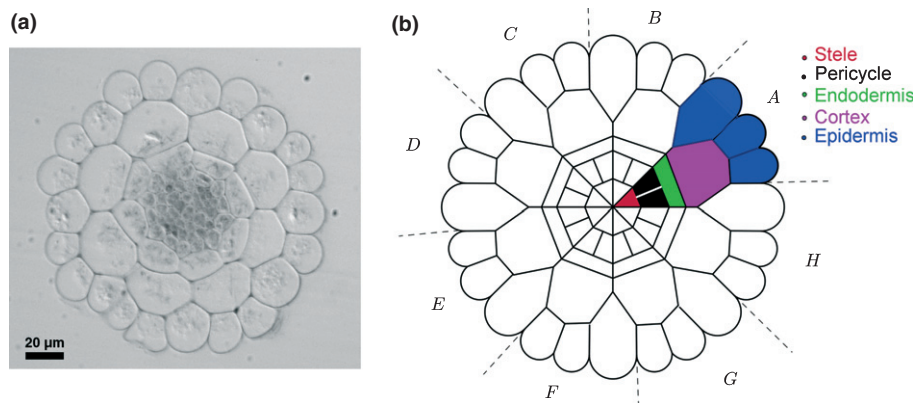 (a)
20 µm
(b)
A
B
C
D
E
F
G
H
Stele
Pericycle
Endodermis
Cortex
Epidermis